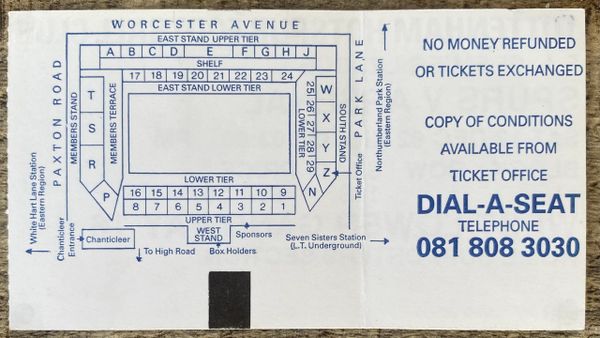 WORCESTER AVENUE
EAST STAND UPPER TIER
A B C D E F G H J
SHELF
17 18 19 20 21 22 23 24
EAST STAND LOWER TIER
PAXTON ROAD
MEMBERS STAND
T
S
R
P
MEMBERS TERRACE
25 26 27 28 29
LOWER TIER
W
X
Y
Z
N
SOUTH STAND
PARK LANE
Ticket Office
Northumberland Park Station
(Eastern Region)
LOWER TIER
16 15 14 13 12 11 10 9
8 7 6 5 4 3 2 1
UPPER TIER
WEST
STAND
Sponsors
Box Holders
White Hart Lane Station
(Eastern Region)
Chanticleer
Entrance
Chanticleer
To High Road
Seven Sisters Station
(L.T. Underground)
NO MONEY REFUNDED
OR TICKETS EXCHANGED
COPY OF CONDITIONS
AVAILABLE FROM
TICKET OFFICE
DIAL-A-SEAT
TELEPHONE
081 808 3030